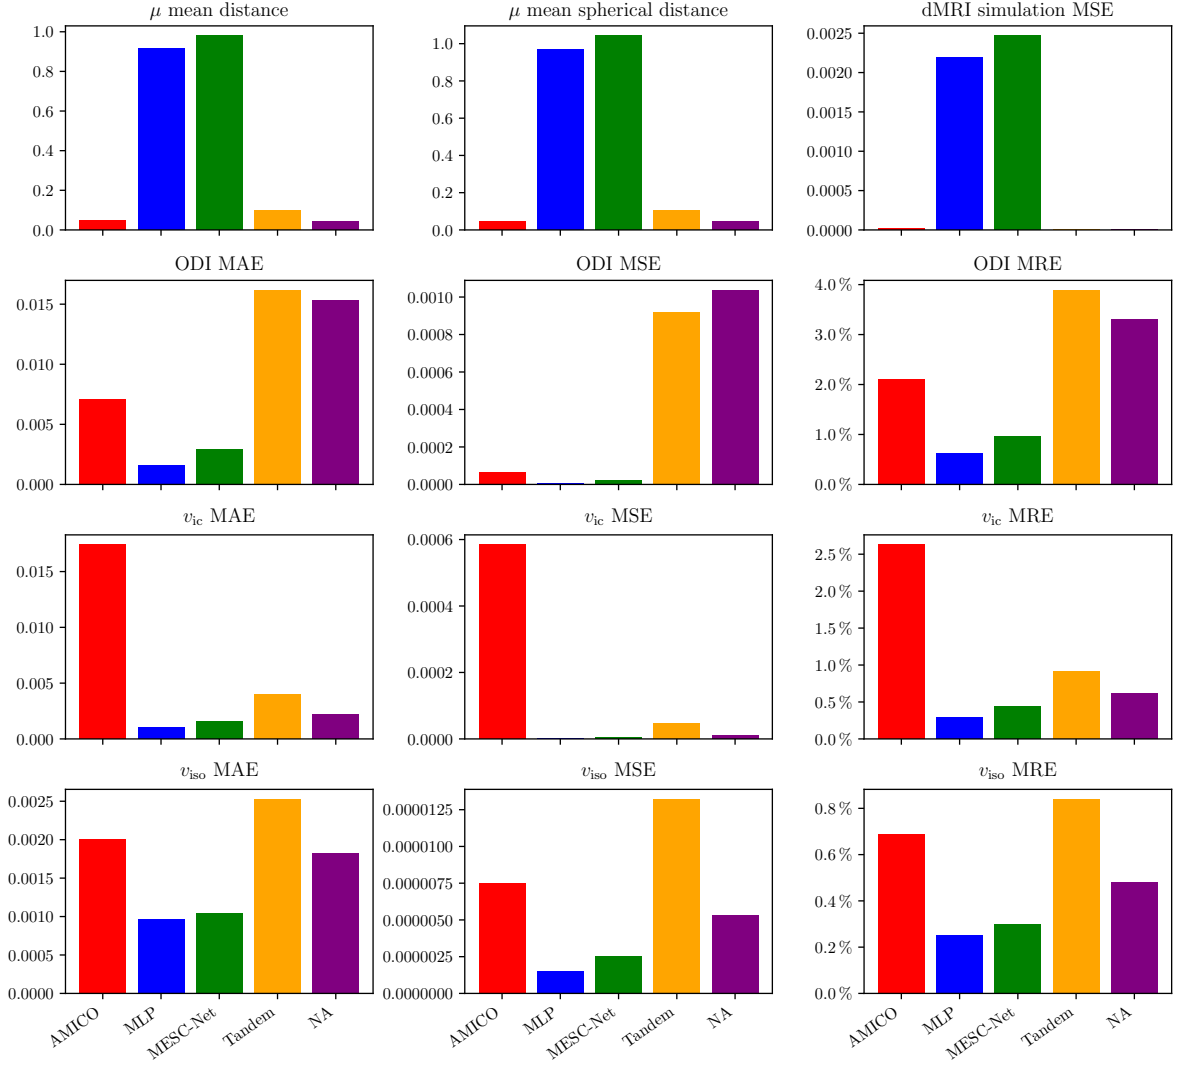 μ mean distance
μ mean spherical distance
dMRI simulation MSE
1.0
0.8
0.6
0.4
0.2
0.0
1.0
0.8
0.6
0.4
0.2
0.0
0.0025
0.0020
0.0015
0.0010
0.0005
0.0000
ODI MAE
ODI MSE
ODI MRE
0.015
0.010
0.005
0.000
0.0010
0.0008
0.0006
0.0004
0.0002
0.0000
4.0 %
3.0 %
2.0 %
1.0 %
0.0 %
v_ic MAE
v_ic MSE
v_ic MRE
0.015
0.010
0.005
0.000
0.0006
0.0004
0.0002
0.0000
2.5 %
2.0 %
1.5 %
1.0 %
0.5 %
0.0 %
v_iso MAE
v_iso MSE
v_iso MRE
0.0025
0.0020
0.0015
0.0010
0.0005
0.0000
0.0000125
0.0000100
0.0000075
0.0000050
0.0000025
0.0000000
0.8 %
0.6 %
0.4 %
0.2 %
0.0 %
AMICO
MLP
MESC-Net
Tandem
NA
AMICO
MLP
MESC-Net
Tandem
NA
AMICO
MLP
MESC-Net
Tandem
NA